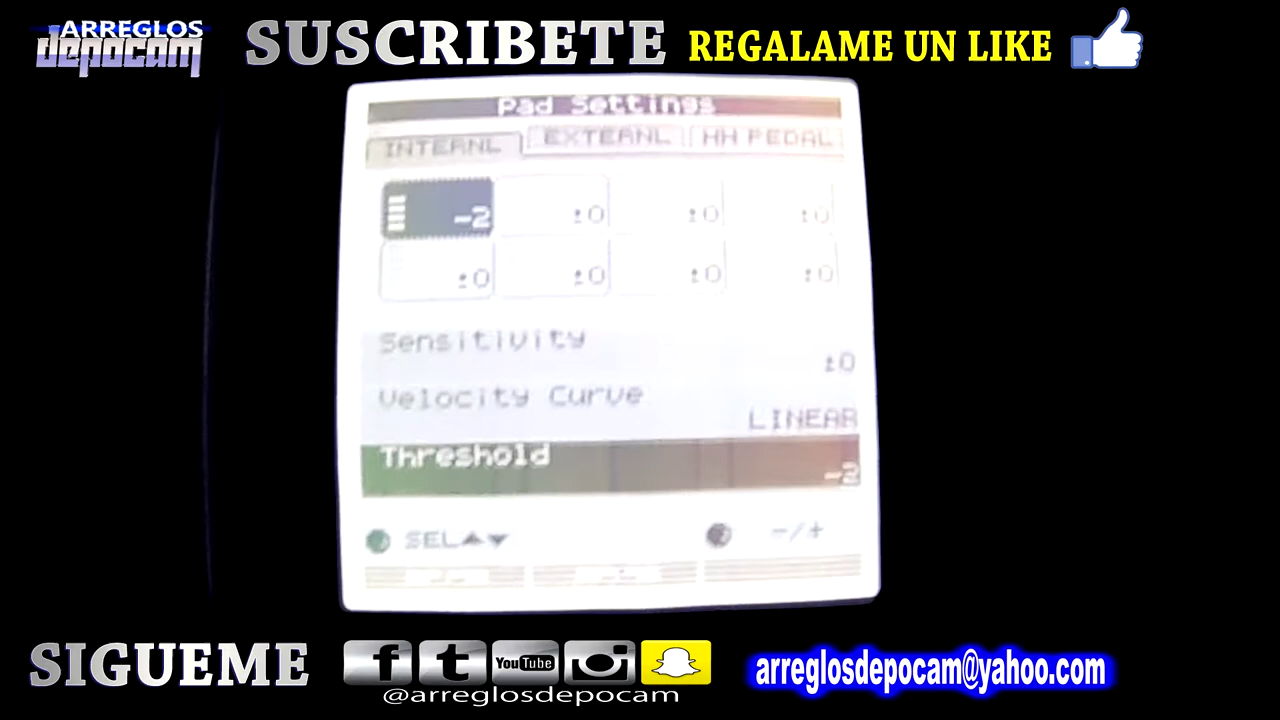 ARREGLOS
depocam
SUSCRIBETE
REGALAME UN LIKE
Pad Settings
INTERNL EXTERNL HH PEDAL
-2 ±0 ±0 ±0
±0 ±0 ±0 ±0
Sensitivity
±0
Velocity Curve
LINEAR
Threshold
-2
SEL▲▼ -/+
SIGUEME
f t YouTube
@arreglosdepocam
arreglosdepocam@yahoo.com